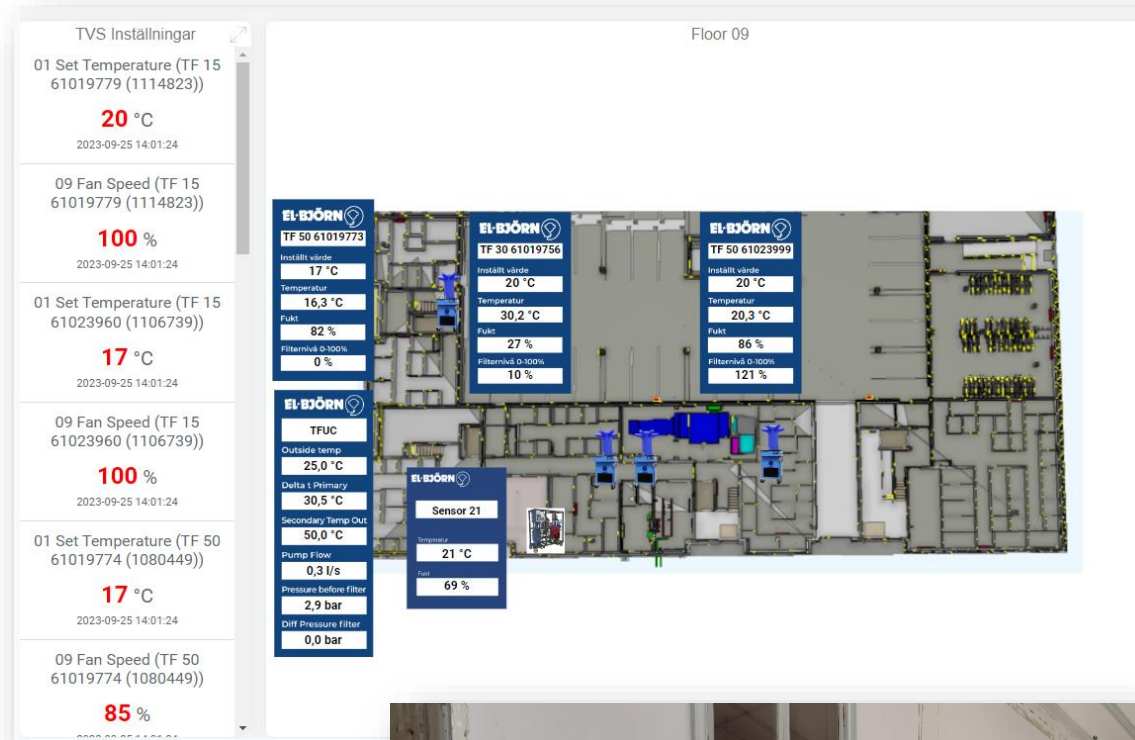 TVS Inställningar
01 Set Temperature (TF 15
61019779 (1114823))
20 °C
2023-09-25 14:01:24
09 Fan Speed (TF 15
61019779 (1114823))
100 %
2023-09-25 14:01:24
01 Set Temperature (TF 15
61023960 (1106739))
17 °C
2023-09-25 14:01:24
09 Fan Speed (TF 15
61023960 (1106739))
100 %
2023-09-25 14:01:24
01 Set Temperature (TF 50
61019774 (1080449))
17 °C
2023-09-25 14:01:24
09 Fan Speed (TF 50
61019774 (1080449))
85 %
Floor 09
EL·BJÖRN
TF 50 61019773
Inställt värde
17 °C
Temperatur
16,3 °C
Fukt
82 %
Filternivå 0-100%
0 %
EL·BJÖRN
TF 30 61019756
Inställt värde
20 °C
Temperatur
30,2 °C
Fukt
27 %
Filternivå 0-100%
10 %
EL·BJÖRN
TF 50 61023999
Inställt värde
20 °C
Temperatur
20,3 °C
Fukt
86 %
Filternivå 0-100%
121 %
EL·BJÖRN
TFUC
Outside temp
25,0 °C
Delta t Primary
30,5 °C
Secondary Temp Out
50,0 °C
Pump Flow
0,3 l/s
Pressure before filter
2,9 bar
Diff Pressure filter
0,0 bar
EL·BJÖRN
Sensor 21
Temperatur
21 °C
Fukt
69 %